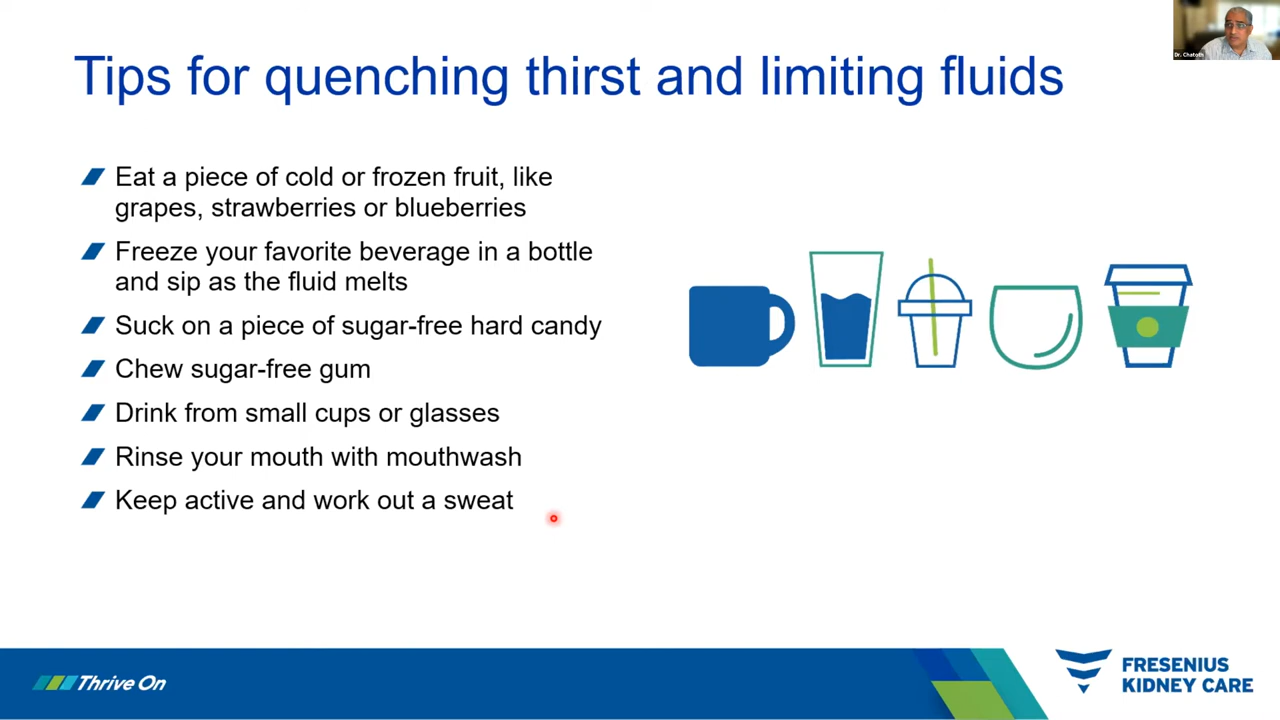 Tips for quenching thirst and limiting fluids
Eat a piece of cold or frozen fruit, like
grapes, strawberries or blueberries
Freeze your favorite beverage in a bottle
and sip as the fluid melts
Suck on a piece of sugar-free hard candy
Chew sugar-free gum
Drink from small cups or glasses
Rinse your mouth with mouthwash
Keep active and work out a sweat
Dr. Chatoth
Thrive On
FRESENIUS
KIDNEY CARE